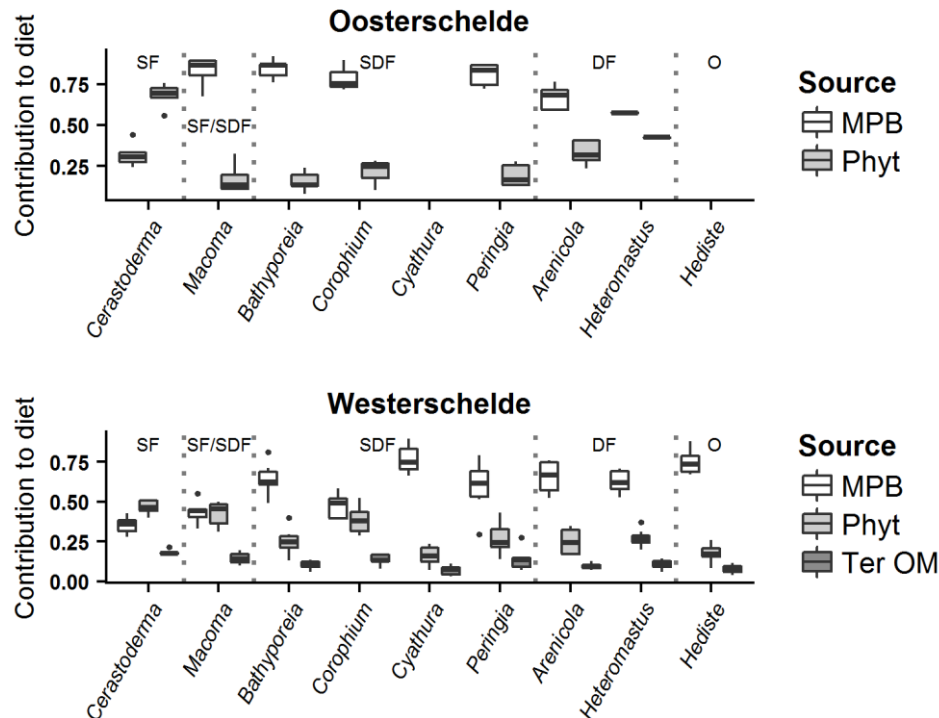 Oosterschelde
Contribution to diet
0.75
0.50
0.25
SF
SF/SDF
SDF
DF
O
Cerastoderma
Macoma
Bathyporeia
Corophium
Cyathura
Peringia
Arenicola
Heteromastus
Hediste
Source
MPB
Phyt
Westerschelde
Contribution to diet
0.75
0.50
0.25
0.00
SF
SF/SDF
SDF
DF
O
Cerastoderma
Macoma
Bathyporeia
Corophium
Cyathura
Peringia
Arenicola
Heteromastus
Hediste
Source
MPB
Phyt
Ter OM